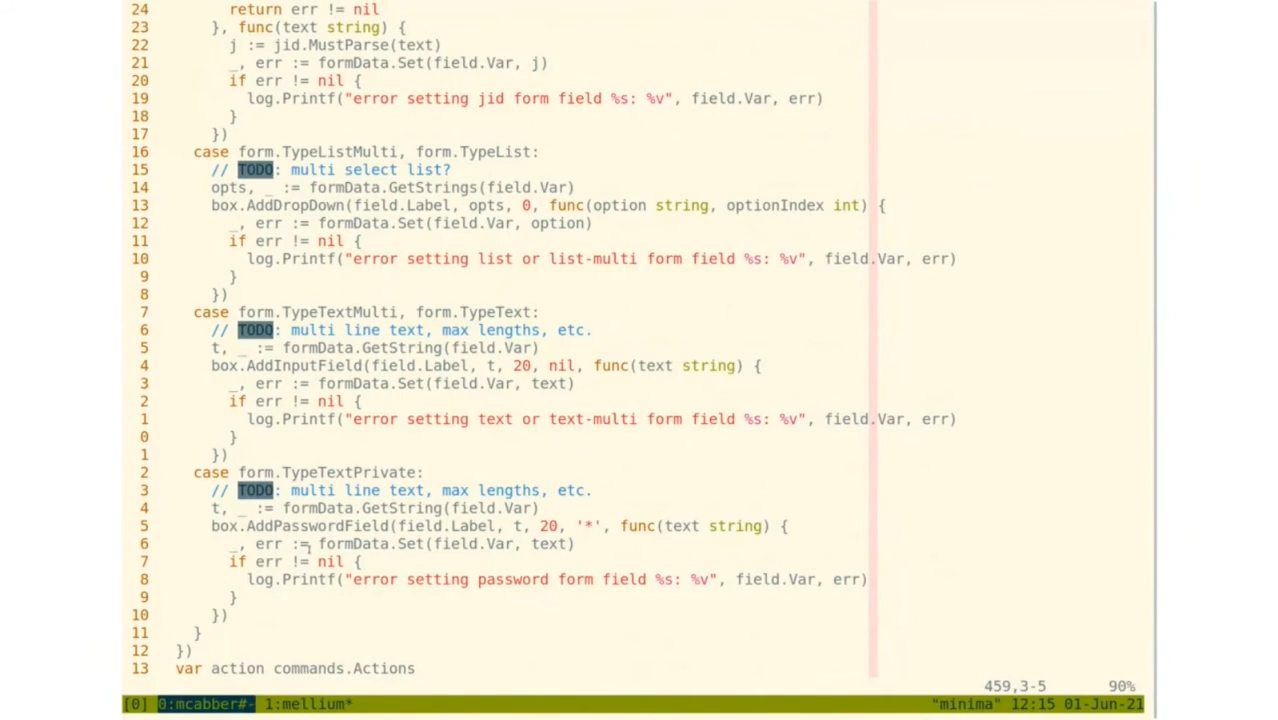 24         return err != nil
23       }, func(text string) {
22         j := jid.MustParse(text)
21         _, err := formData.Set(field.Var, j)
20         if err != nil {
19           log.Printf("error setting jid form field %s: %v", field.Var, err)
18         }
17       })
16     case form.TypeListMulti, form.TypeList:
15       // TODO: multi select list?
14       opts, _ := formData.GetStrings(field.Var)
13       box.AddDropDown(field.Label, opts, 0, func(option string, optionIndex int) {
12         _, err := formData.Set(field.Var, option)
11         if err != nil {
10           log.Printf("error setting list or list-multi form field %s: %v", field.Var, err)
9         }
8       })
7     case form.TypeTextMulti, form.TypeText:
6       // TODO: multi line text, max lengths, etc.
5       t, _ := formData.GetString(field.Var)
4       box.AddInputField(field.Label, t, 20, nil, func(text string) {
3         _, err := formData.Set(field.Var, text)
2         if err != nil {
1           log.Printf("error setting text or text-multi form field %s: %v", field.Var, err)
0         }
1       })
2     case form.TypeTextPrivate:
3       // TODO: multi line text, max lengths, etc.
4       t, _ := formData.GetString(field.Var)
5       box.AddPasswordField(field.Label, t, 20, '*', func(text string) {
6         _, err := formData.Set(field.Var, text)
7         if err != nil {
8           log.Printf("error setting password form field %s: %v", field.Var, err)
9         }
10       })
11     }
12   })
13   var action commands.Actions
459,3-5 90%
[0] 0:mcabber#- 1:mellium* "minima" 12:15 01-Jun-21